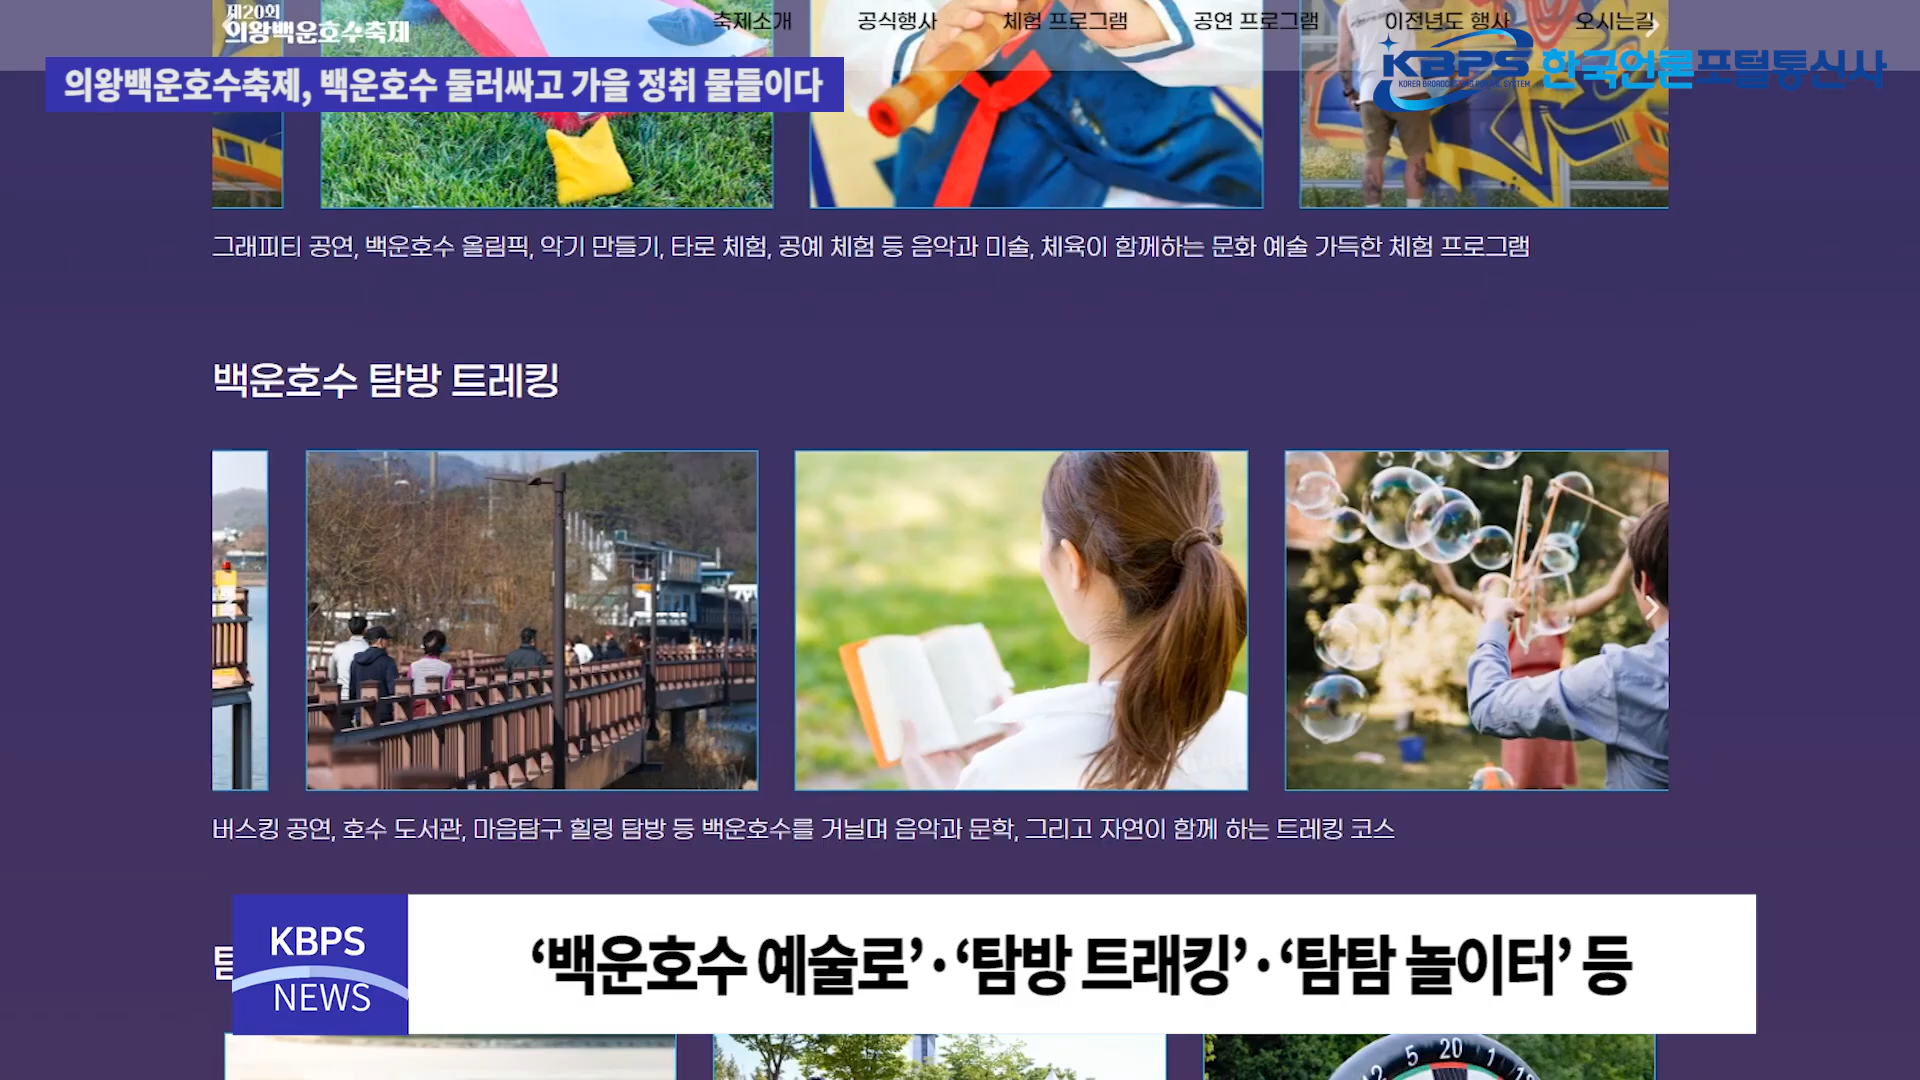 제20회
의왕백운호수축제
축제소개
공식행사
체험 프로그램
공연 프로그램
이전년도 행사
오시는길
의왕백운호수축제, 백운호수 둘러싸고 가을 정취 물들이다
KBPS 한국언론포털통신사
그래피티 공연, 백운호수 올림픽, 악기 만들기, 타로 체험, 공예 체험 등 음악과 미술, 체육이 함께하는 문화 예술 가득한 체험 프로그램
백운호수 탐방 트레킹
버스킹 공연, 호수 도서관, 마음탐구 힐링 탐방 등 백운호수를 거닐며 음악과 문학, 그리고 자연이 함께 하는 트레킹 코스
KBPS
NEWS
‘백운호수 예술로’·‘탐방 트래킹’·‘탐탐 놀이터’ 등
5 20 1